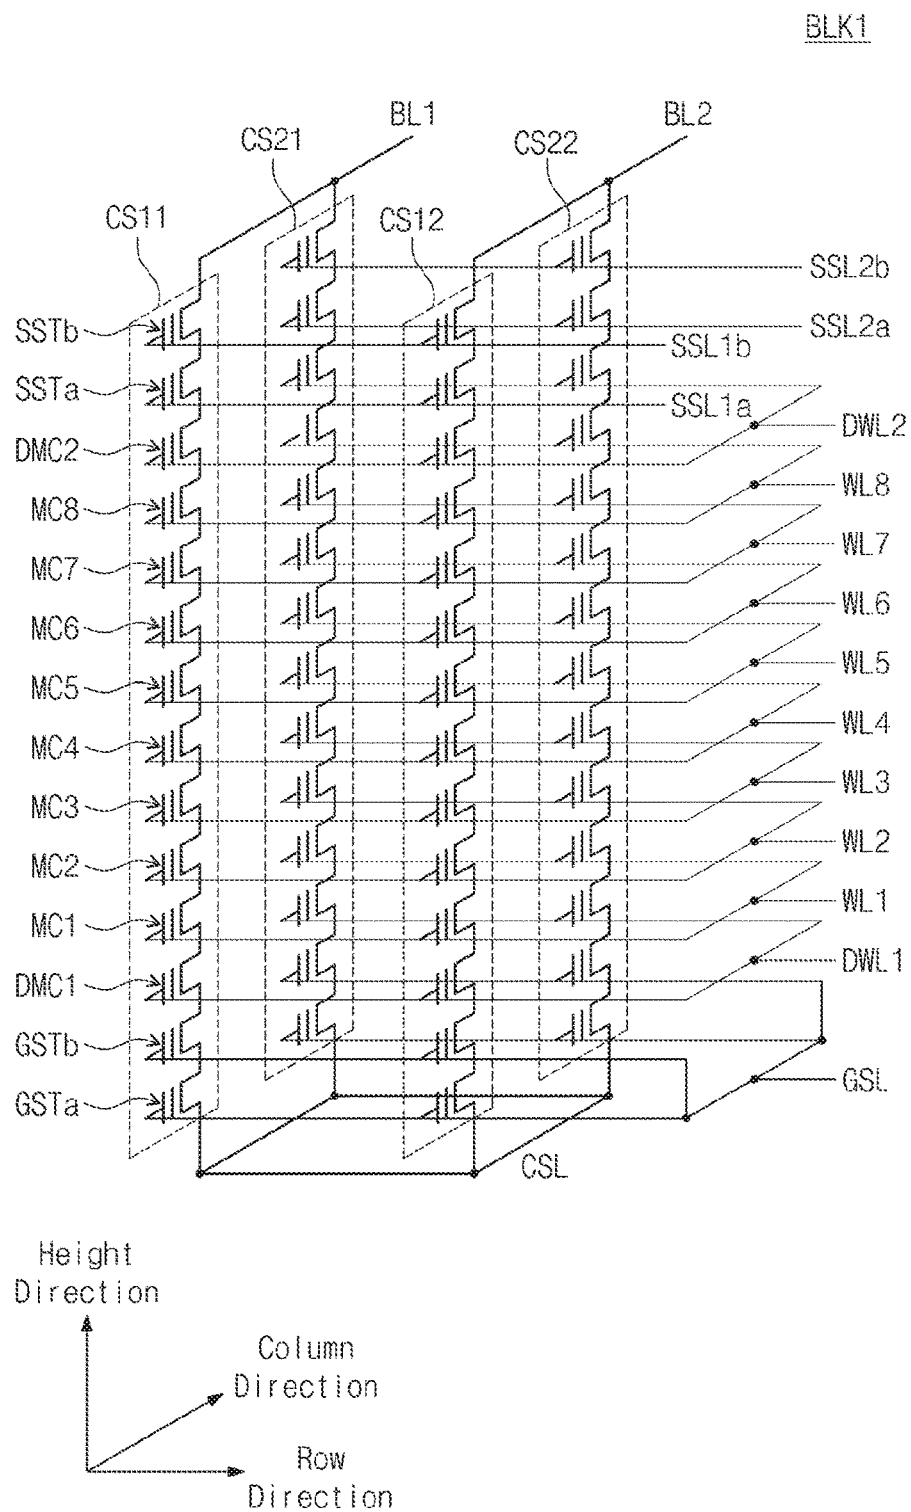 BLK1
BL1
BL2
CS21
CS22
CS11
CS12
SSL2b
SSTb
SSL2a
SSL1b
SSTa
SSL1a
DMC2
DWL2
MC8
WL8
MC7
WL7
MC6
WL6
MC5
WL5
MC4
WL4
MC3
WL3
MC2
WL2
MC1
WL1
DMC1
DWL1
GSTb
GSL
GSTa
CSL
Height
Direction
Column
Direction
Row
Direction